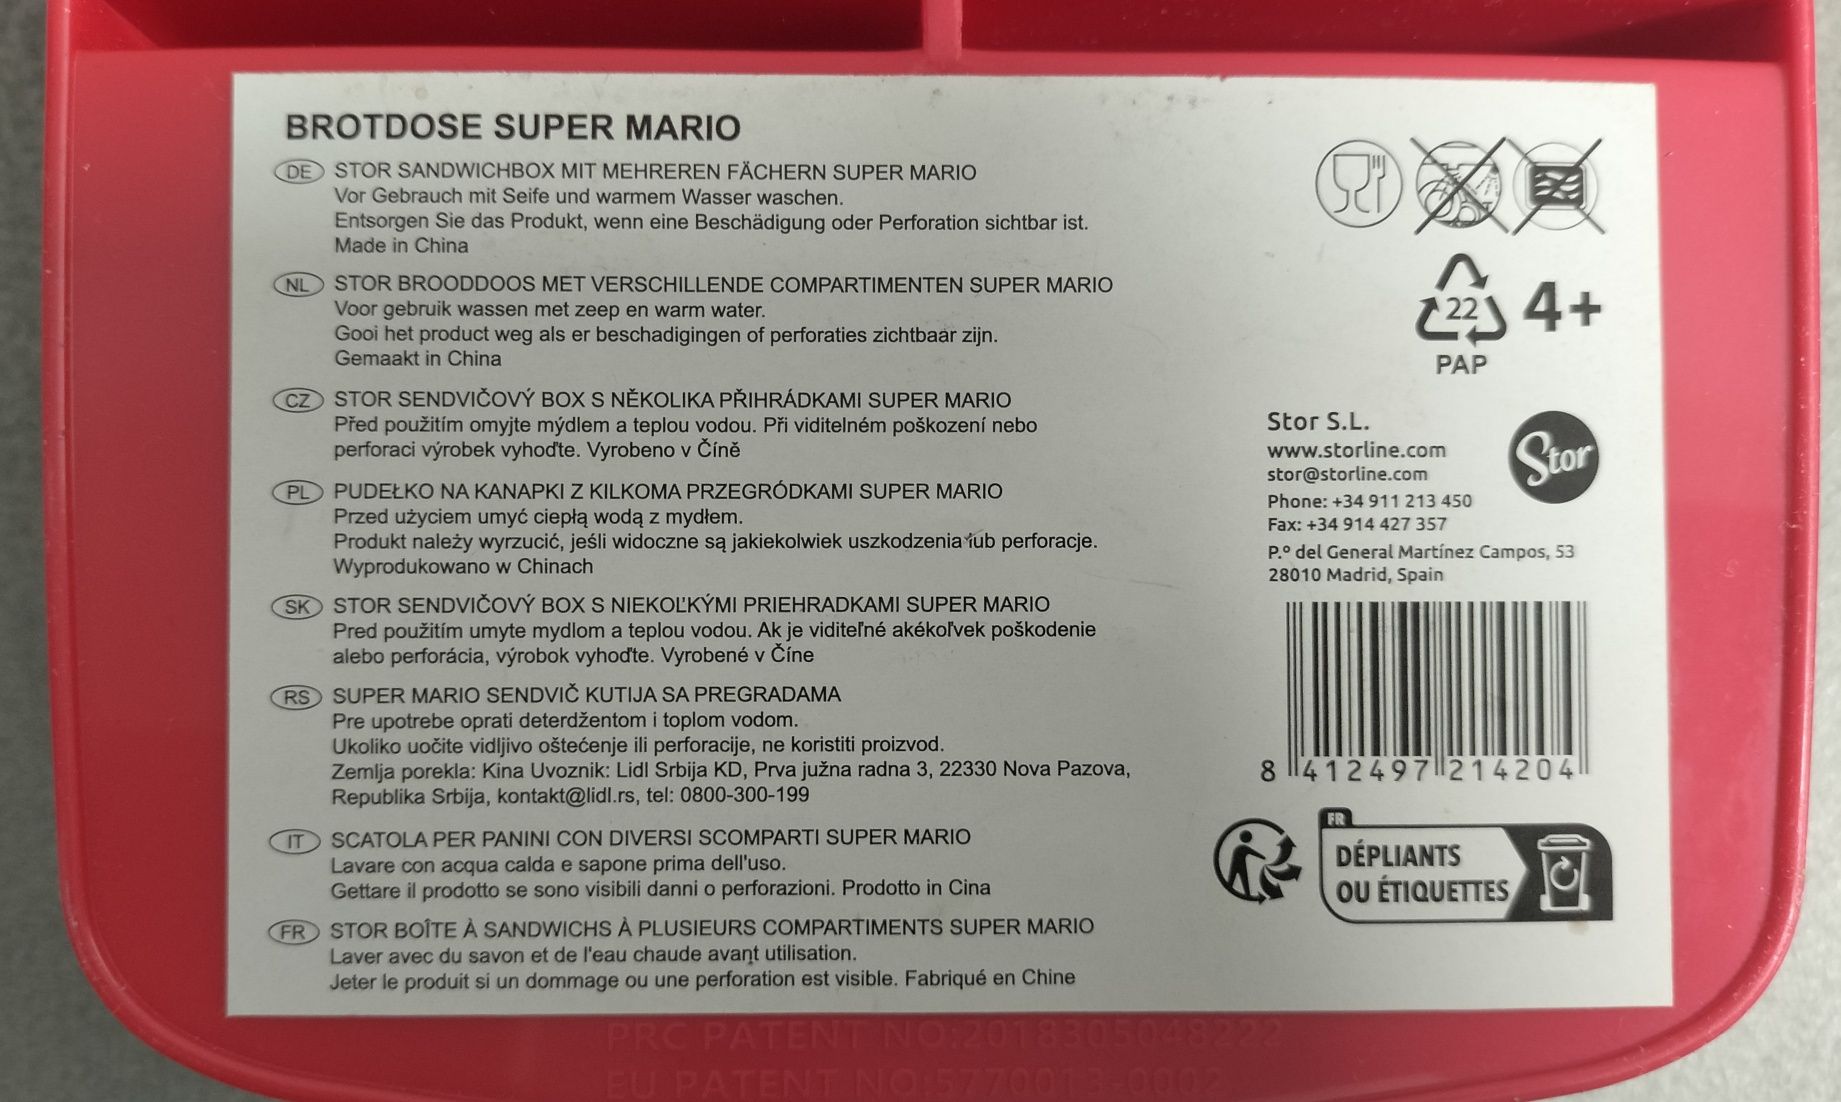 BROTDOSE SUPER MARIO
DE STOR SANDWICHBOX MIT MEHREREN FÄCHERN SUPER MARIO
Vor Gebrauch mit Seife und warmem Wasser waschen.
Entsorgen Sie das Produkt, wenn eine Beschädigung oder Perforation sichtbar ist.
Made in China
NL STOR BROODDOOS MET VERSCHILLENDE COMPARTIMENTEN SUPER MARIO
Voor gebruik wassen met zeep en warm water.
Gooi het product weg als er beschadigingen of perforaties zichtbaar zijn.
Gemaakt in China
CZ STOR SENDVIČOVÝ BOX S NĚKOLIKA PŘIHRÁDKAMI SUPER MARIO
Před použitím omyjte mýdlem a teplou vodou. Při viditelném poškození nebo
perforaci výrobek vyhoďte. Vyrobeno v Číně
PL PUDEŁKO NA KANAPKI Z KILKOMA PRZEGRÓDKAMI SUPER MARIO
Przed użyciem umyć ciepłą wodą z mydłem.
Produkt należy wyrzucić, jeśli widoczne są jakiekolwiek uszkodzenia lub perforacje.
Wyprodukowano w Chinach
SK STOR SENDVIČOVÝ BOX S NIEKOĽKÝMI PRIEHRADKAMI SUPER MARIO
Pred použitím umyte mydlom a teplou vodou. Ak je viditeľné akékoľvek poškodenie
alebo perforácia, výrobok vyhoďte. Vyrobené v Číne
RS SUPER MARIO SENDVIČ KUTIJA SA PREGRADAMA
Pre upotrebe oprati deterdžentom i toplom vodom.
Ukoliko uočite vidljivo oštećenje ili perforacije, ne koristiti proizvod.
Zemlja porekla: Kina Uvoznik: Lidl Srbija KD, Prva južna radna 3, 22330 Nova Pazova,
Republika Srbija, kontakt@lidl.rs, tel: 0800-300-199
IT SCATOLA PER PANINI CON DIVERSI SCOMPARTI SUPER MARIO
Lavare con acqua calda e sapone prima dell'uso.
Gettare il prodotto se sono visibili danni o perforazioni. Prodotto in Cina
FR STOR BOÎTE À SANDWICHS À PLUSIEURS COMPARTIMENTS SUPER MARIO
Laver avec du savon et de l'eau chaude avant utilisation.
Jeter le produit si un dommage ou une perforation est visible. Fabriqué en Chine
22
PAP
4+
Stor S.L.
www.storline.com
stor@storline.com
Phone: +34 911 213 450
Fax: +34 914 427 357
P.º del General Martínez Campos, 53
28010 Madrid, Spain
Stor
8 412497 214204
FR
DÉPLIANTS
OU ÉTIQUETTES
PRC PATENT NO:2018305048222
EU PATENT NO:5770013-0002